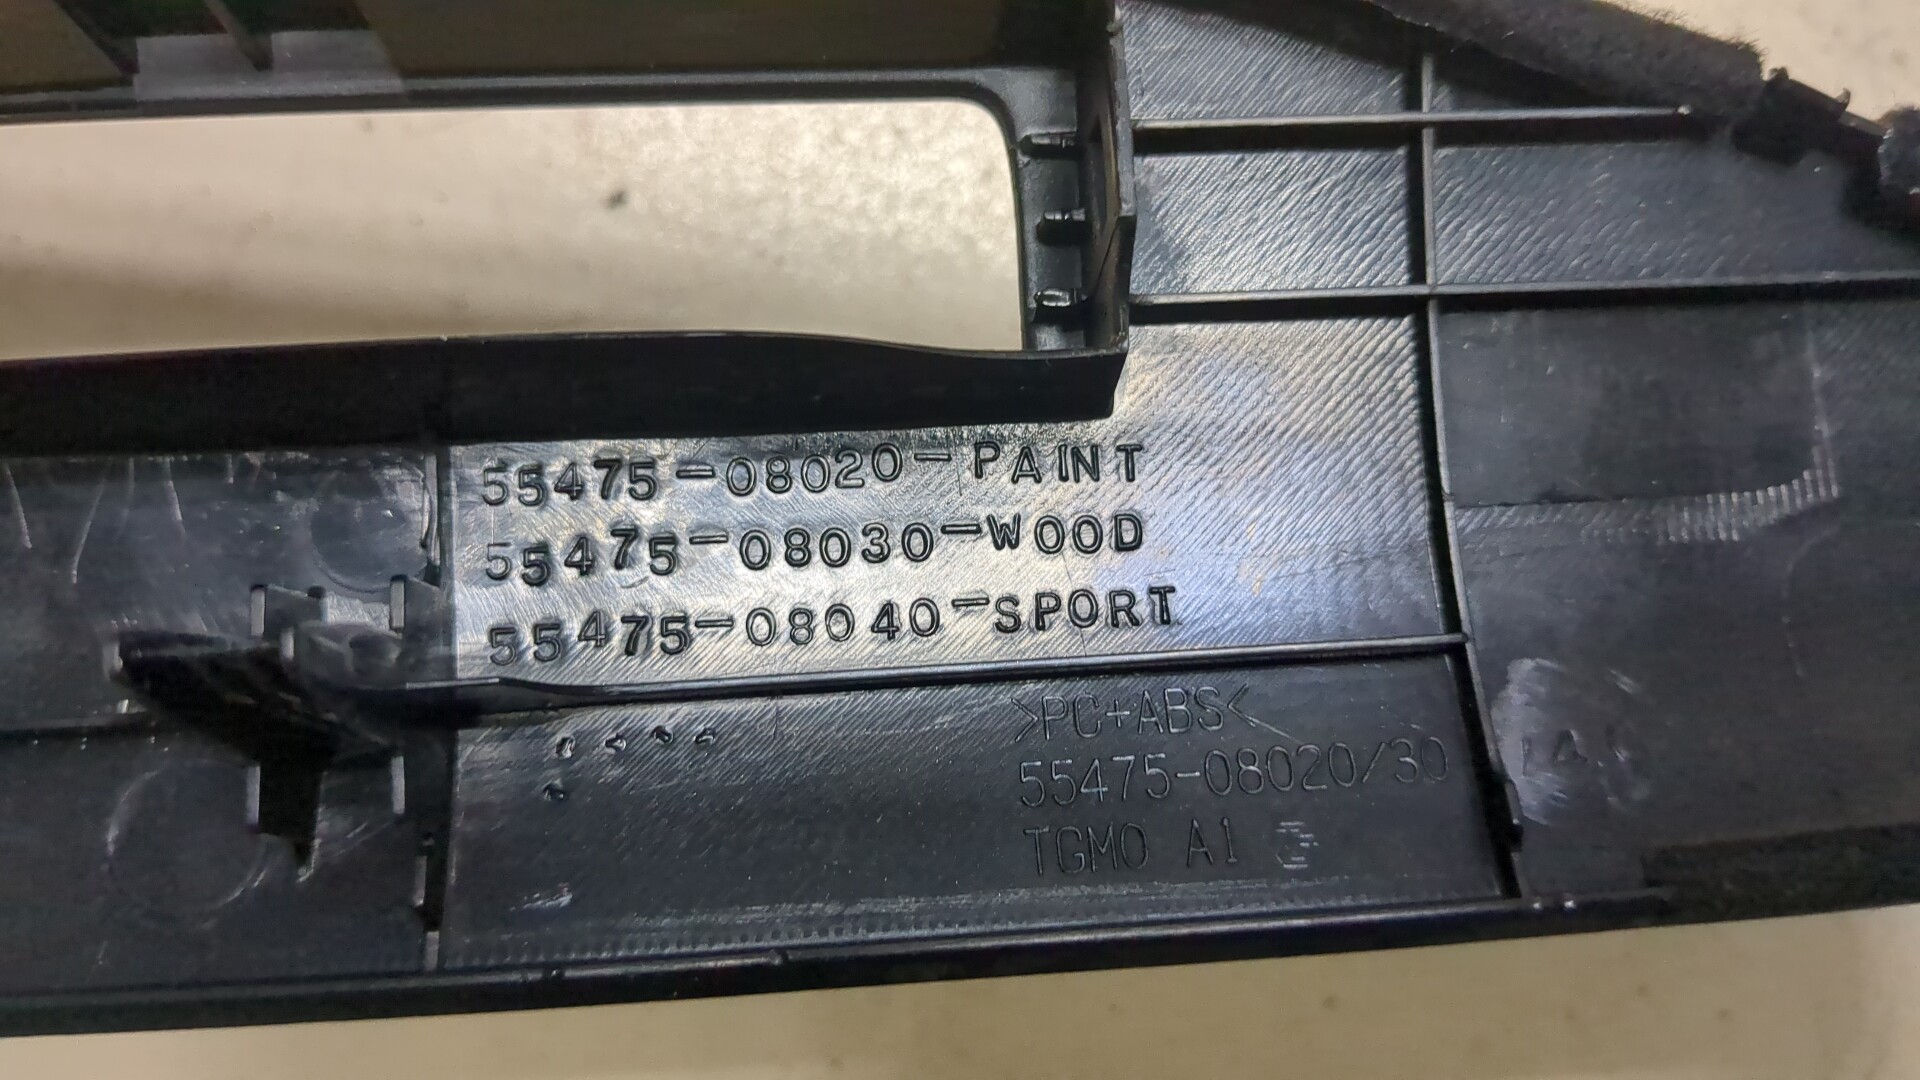 55475-08020-PAINT
55475-08030-WOOD
55475-08040-SPORT
>PC+ABS<
55475-08020/30
TGMO A1